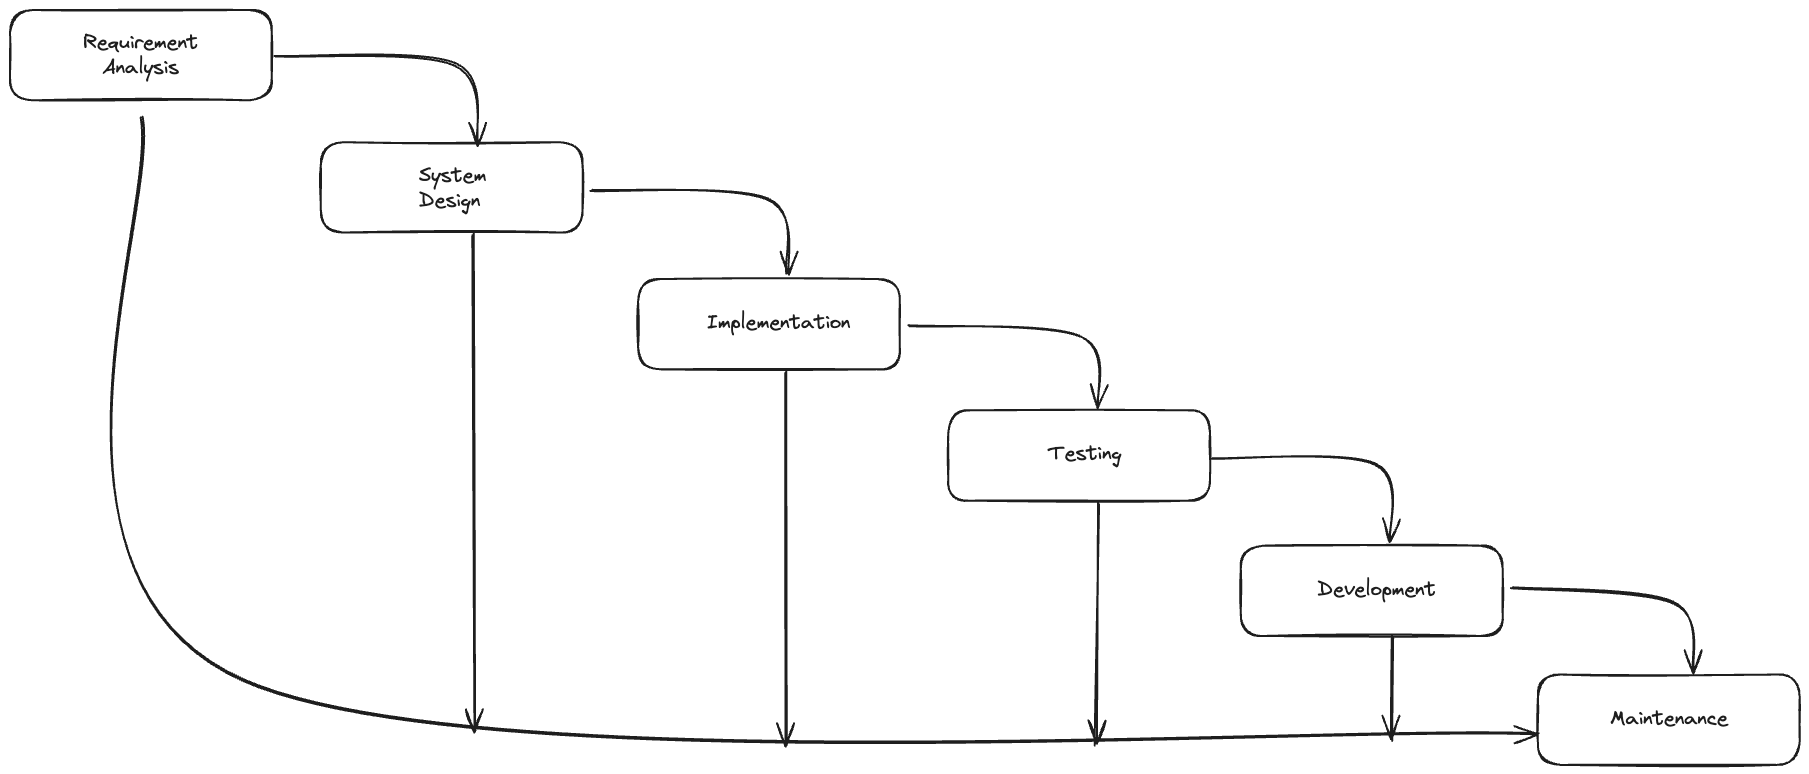 Requirement
Analysis
System
Design
Implementation
Testing
Development
Maintenance